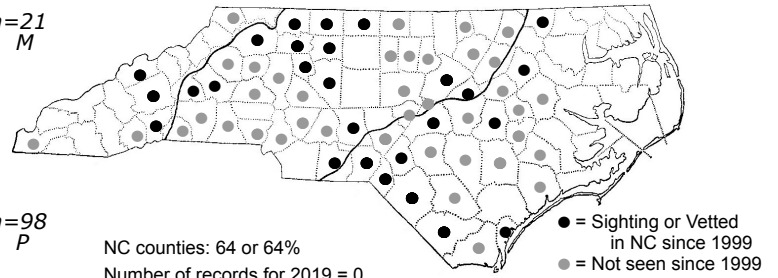 n=21
M
n=98
P
NC counties: 64 or 64%
Number of records for 2019 = 0
● = Sighting or Vetted
in NC since 1999
● = Not seen since 1999